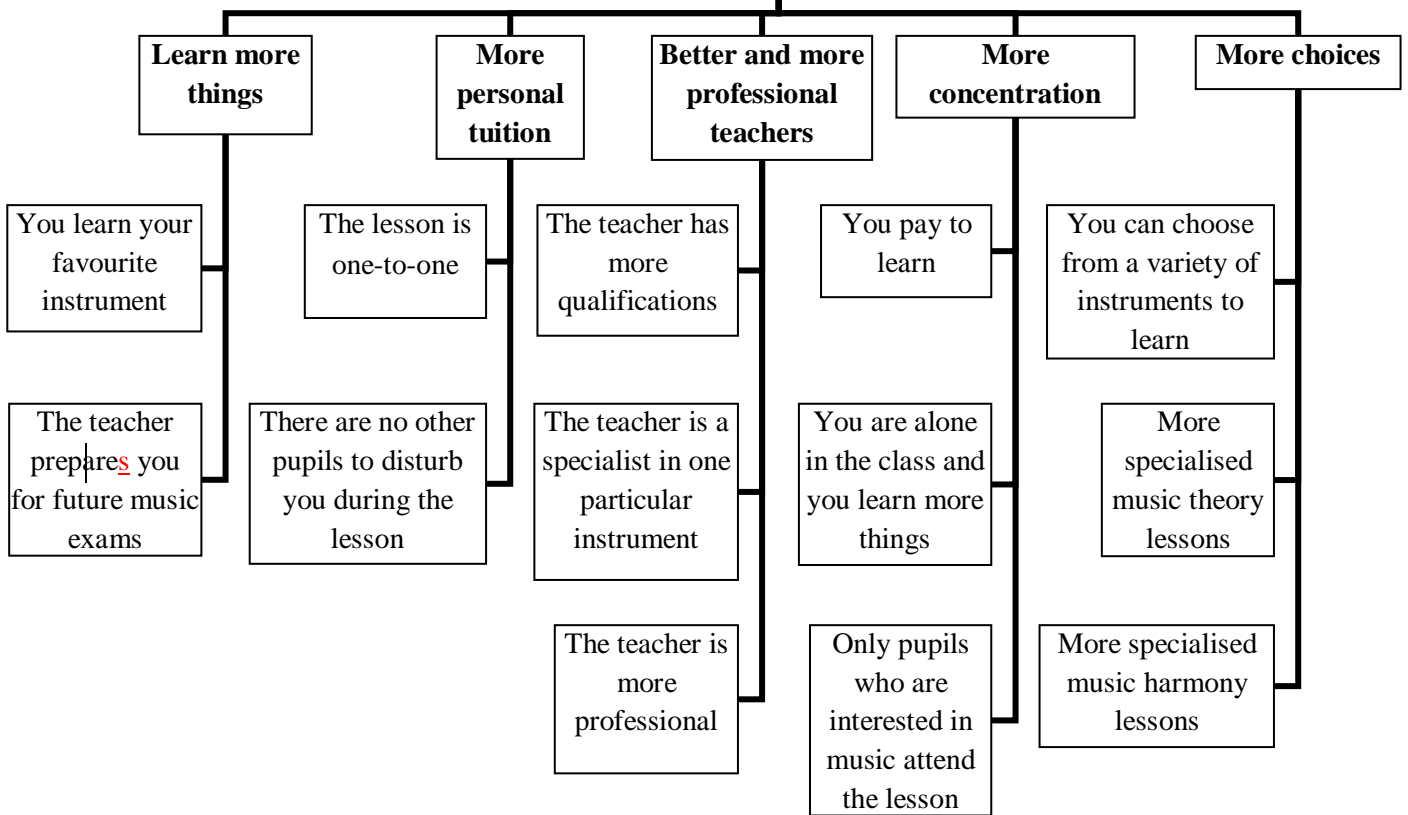 Learn more
things
More
personal
tuition
Better and more
professional
teachers
More
concentration
More choices
You learn your
favourite
instrument
The lesson is
one-to-one
The teacher has
more
qualifications
You pay to
learn
You can choose
from a variety of
instruments to
learn
The teacher
prepares you
for future music
exams
There are no other
pupils to disturb
you during the
lesson
The teacher is a
specialist in one
particular
instrument
You are alone
in the class and
you learn more
things
More
specialised
music theory
lessons
The teacher is
more
professional
Only pupils
who are
interested in
music attend
the lesson
More specialised
music harmony
lessons